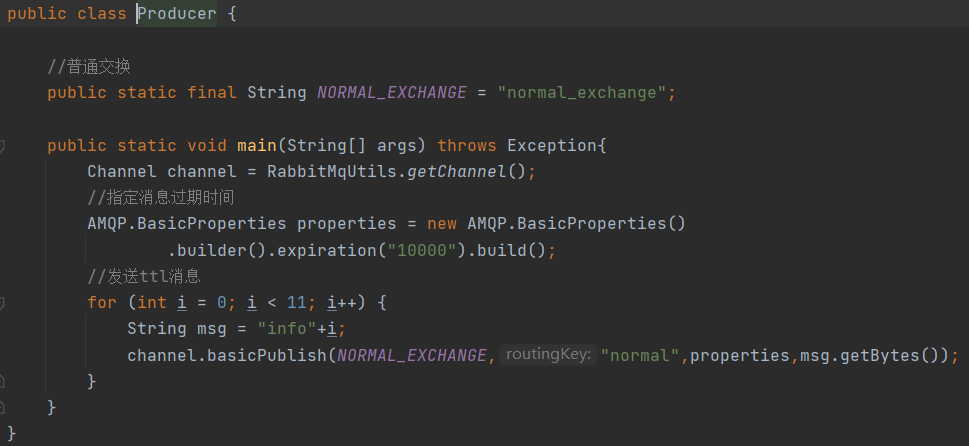 public class Producer {
//普通交换
public static final String NORMAL_EXCHANGE = "normal_exchange";
public static void main(String[] args) throws Exception{
Channel channel = RabbitMqUtils.getChannel();
//指定消息过期时间
AMQP.BasicProperties properties = new AMQP.BasicProperties()
.builder().expiration("10000").build();
//发送ttl消息
for (int i = 0; i < 11; i++) {
String msg = "info"+i;
channel.basicPublish(NORMAL_EXCHANGE, routingKey: "normal",properties,msg.getBytes());
}
}
}